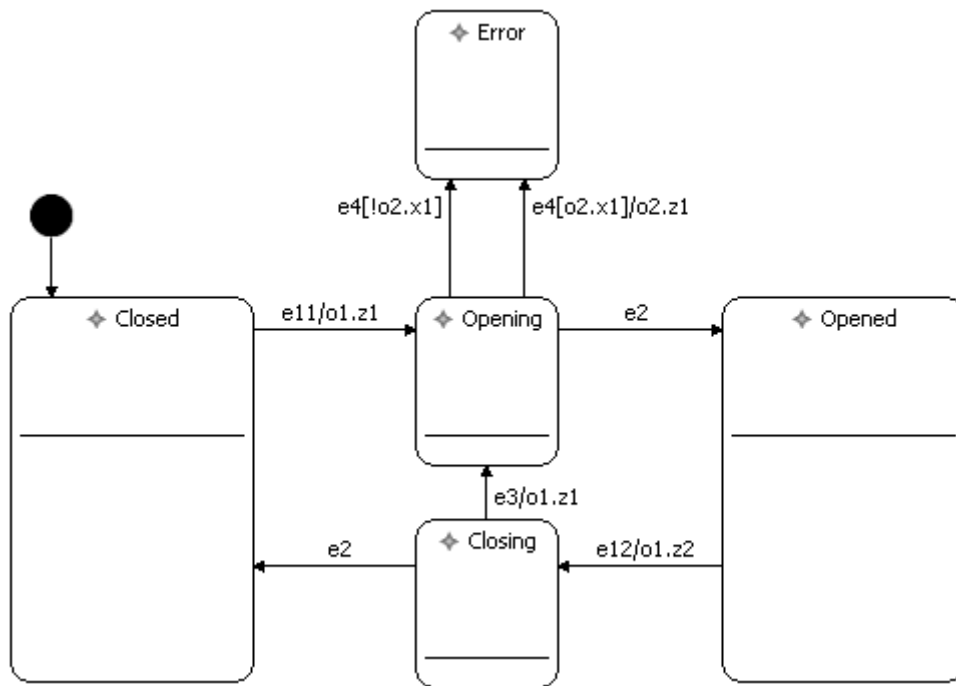 Error
e4[!o2.x1]
e4[o2.x1]/o2.z1
Closed
e11/o1.z1
Opening
e2
Opened
e3/o1.z1
e2
Closing
e12/o1.z2